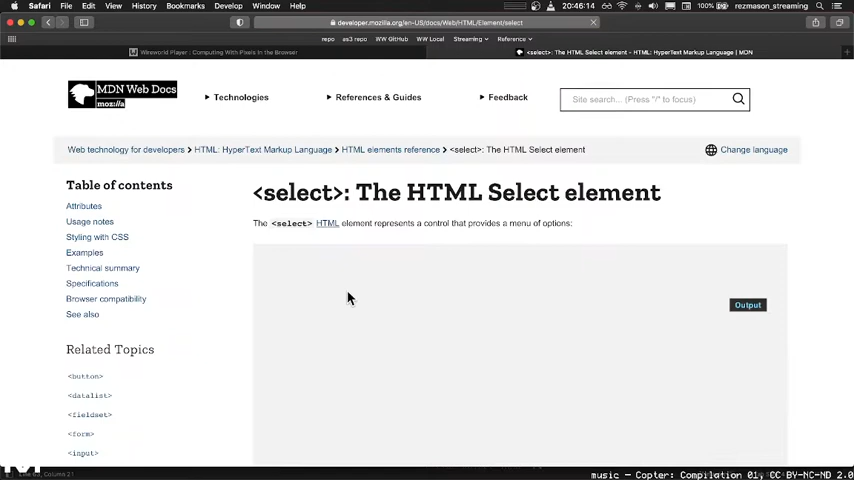 Safari File Edit View History Bookmarks Develop Window Help 100% 20:46:14 rezmason_streaming
developer.mozilla.org/en-US/docs/Web/HTML/Element/select
repo as3 repo WW GitHub WW Local Streaming Reference
Wireworld Player : Computing With Pixels In the Browser
<select>: The HTML Select element - HTML: HyperText Markup Language | MDN
MDN Web Docs
moz://a
Technologies
References & Guides
Feedback
Site search... (Press "/" to focus)
Web technology for developers
HTML: HyperText Markup Language
HTML elements reference
<select>: The HTML Select element
Change language
Table of contents
Attributes
Usage notes
Styling with CSS
Examples
Technical summary
Specifications
Browser compatibility
See also
Related Topics
<button>
<datalist>
<fieldset>
<form>
<input>
<select>: The HTML Select element
The <select> HTML element represents a control that provides a menu of options:
Output
music - Copter: Compilation 01, CC BY-NC-ND 2.0